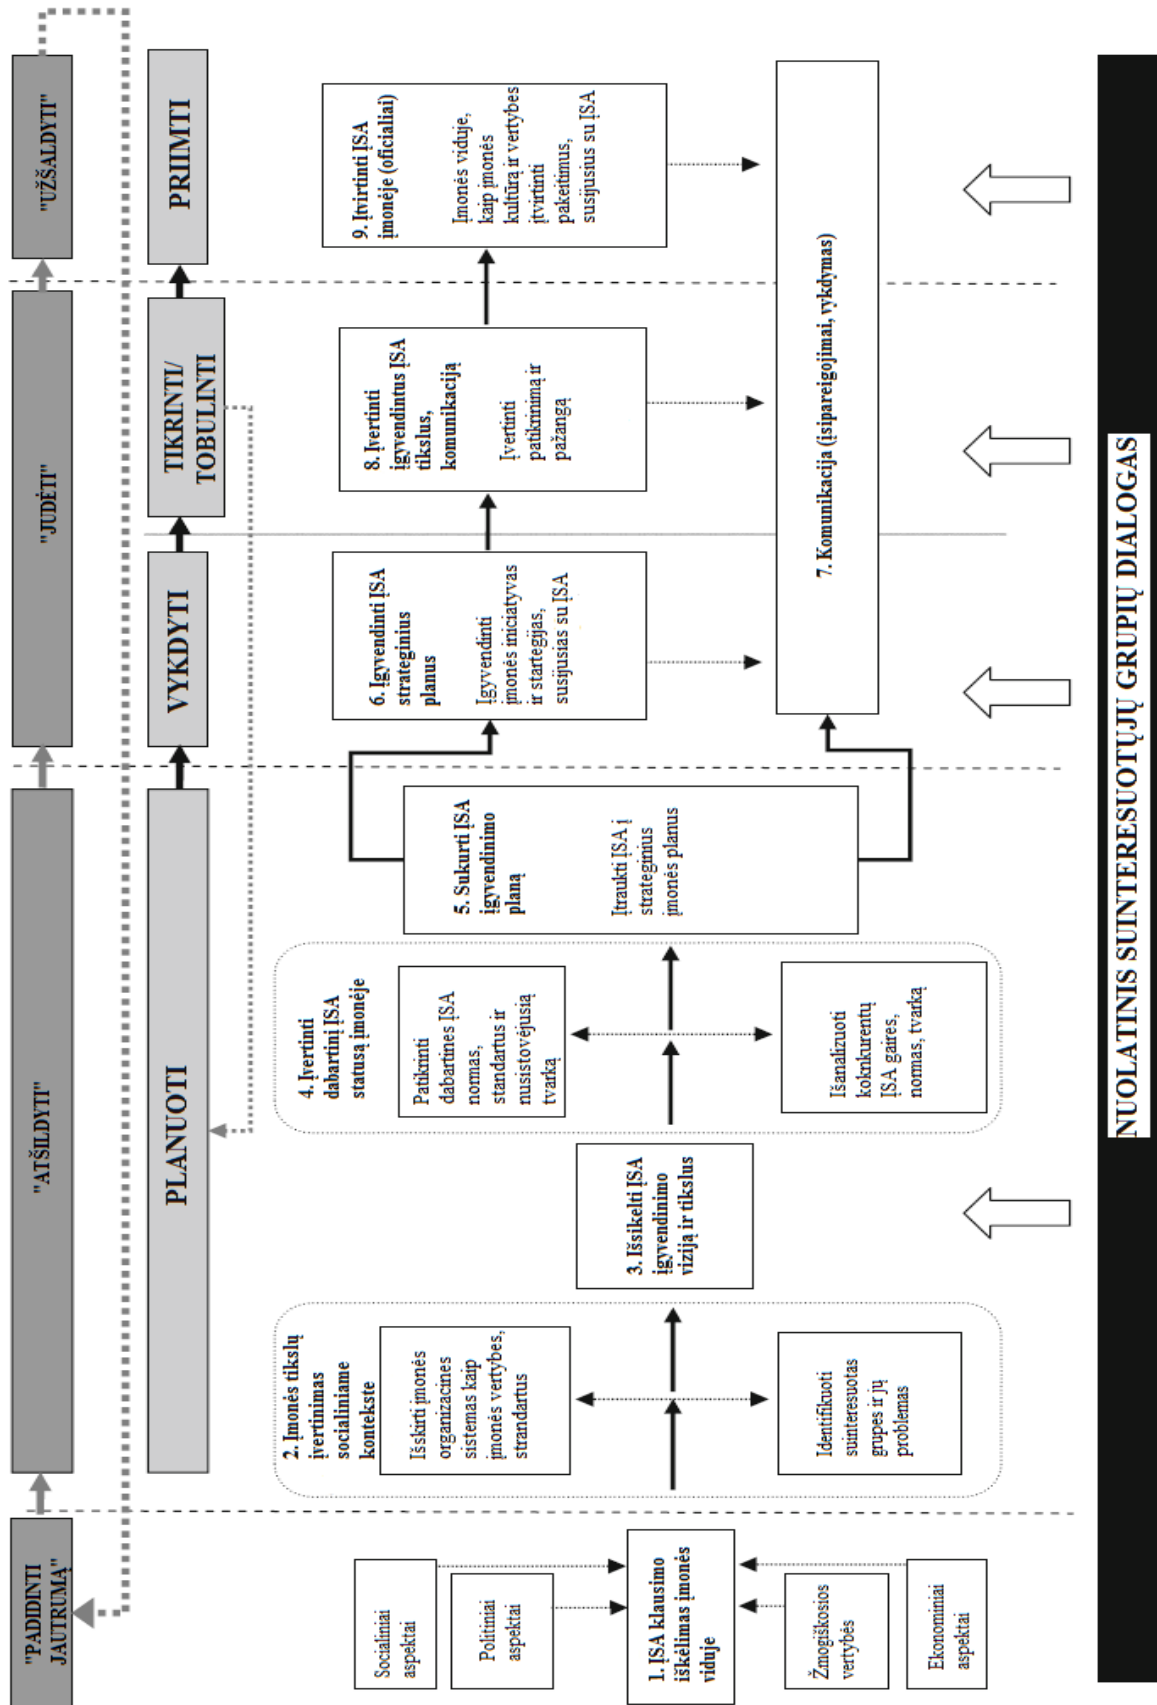 "PADIDINTI
JAUTRUMĄ"
"ATŠILDYTI"
"JUDĖTI"
"UŽŠALDYTI"
PLANUOTI
VYKDYTI
TIKRINTI/
TOBULINTI
PRIIMTI
Socialiniai
aspektai
Politiniai
aspektai
1. ĮSA klausimo
iškėlimas įmonės
viduje
Žmogiškosios
vertybės
Ekonominiai
aspektai
2. Įmonės tikslų
įvertinimas
socialiniame
kontekste
Išskirti įmonės
organizacines
sistemas kaip
įmonės vertybes,
strandartus
Identifikuoti
suinteresuotas
grupes ir jų
problemas
3. Išsikelti ĮSA
įgyvendinimo
viziją ir tikslus
4. Įvertinti
dabartinį ĮSA
statusą įmonėje
Patikrinti
dabartines ĮSA
normas,
standartus ir
nusistovėjusią
tvarką
Išanalizuoti
koknkurentų
ĮSA gaires,
normas, tvarką
5. Sukurti ĮSA
įgyvendinimo
planą
Įtraukti ĮSA į
strateginius
įmonės planus
6. Įgyvendinti ĮSA
strateginius
planus
Įgyvendinti
įmonės iniciatyvas
ir startegijas,
susijusias su ĮSA
8. Įvertinti
įgyvendintus ĮSA
tikslus,
komunikaciją
Įvertinti
patikrinimą ir
pažangą
9. Įtvirtinti ĮSA
įmonėje (oficialiai)
Įmonės viduje,
kaip įmonės
kultūrą ir vertybes
įtvirtinti
pakeitimus,
susijusius su ĮSA
7. Komunikacija (įsipareigojimai, vykdymas)
NUOLATINIS SUINTERESUOTŲJŲ GRUPIŲ DIALOGAS